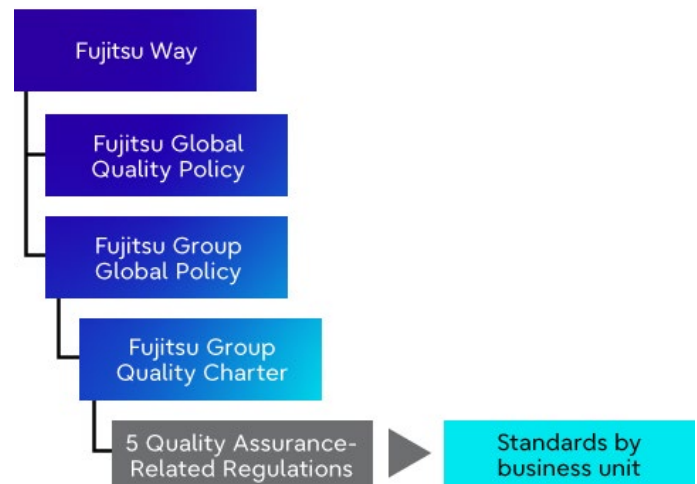 Fujitsu Way
Fujitsu Global
Quality Policy
Fujitsu Group
Global Policy
Fujitsu Group
Quality Charter
5 Quality Assurance-
Related Regulations
Standards by
business unit